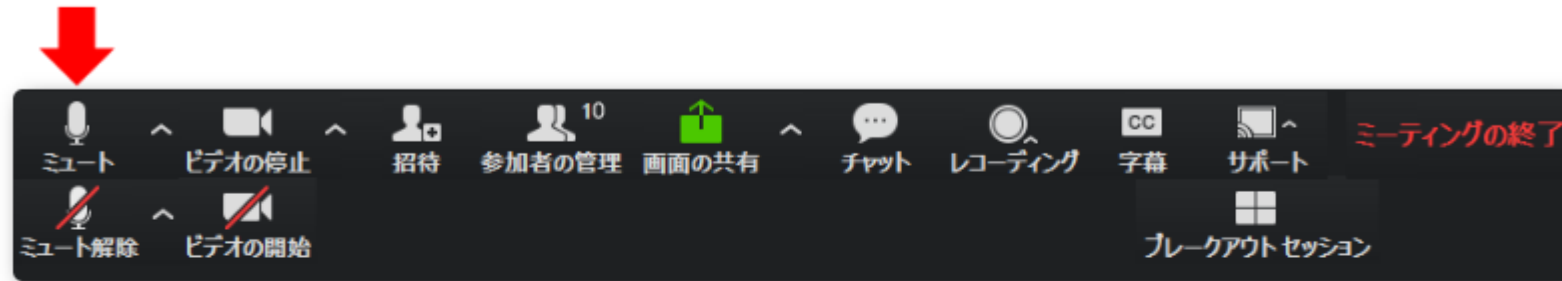 10
ミュート ビデオの停止 招待 参加者の管理 画面の共有 チャット レコーディング CC 字幕 サポート ミーティングの終了
ミュート解除 ビデオの開始 ブレークアウト セッション